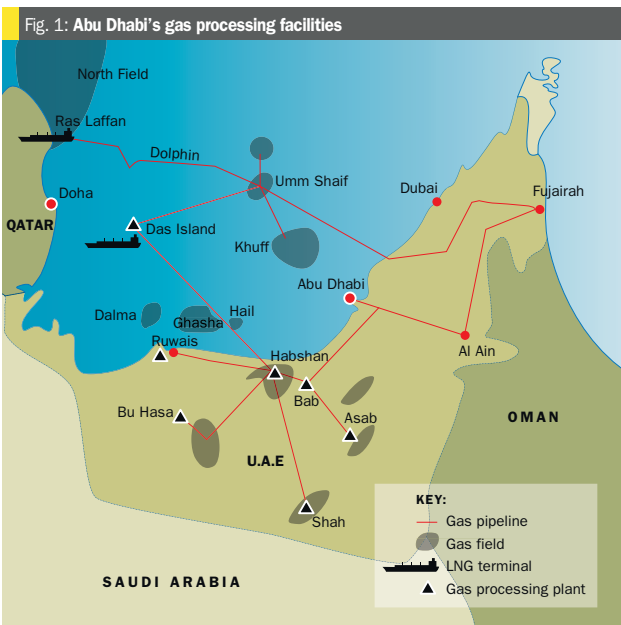 Fig. 1: Abu Dhabi's gas processing facilities
North Field
Ras Laffan
Dolphin
Umm Shaif
Doha
Dubai
Fujairah
QATAR
Das Island
Khuff
Abu Dhabi
Dalma
Ghasha
Hail
Ruwais
Habshan
Al Ain
Bab
Bu Hasa
Asab
OMAN
U.A.E
Shah
SAUDI ARABIA
KEY:
Gas pipeline
Gas field
LNG terminal
Gas processing plant